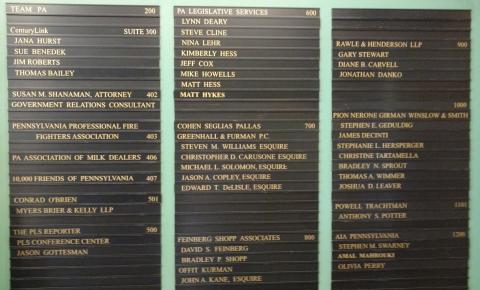 TEAM PA 200
CenturyLink SUITE 300
JANA HURST
SUE BENEDEK
JIM ROBERTS
THOMAS BAILEY
SUSAN M. SHANAMAN, ATTORNEY 402
GOVERNMENT RELATIONS CONSULTANT
PENNSYLVANIA PROFESSIONAL FIRE
FIGHTERS ASSOCIATION 403
PA ASSOCIATION OF MILK DEALERS 406
10,000 FRIENDS OF PENNSYLVANIA 407
CONRAD O'BRIEN 501
MYERS BRIER & KELLY LLP
THE PLS REPORTER 500
PLS CONFERENCE CENTER
JASON GOTTESMAN
PA LEGISLATIVE SERVICES 600
LYNN DEARY
STEVE CLINE
NINA LEHR
KIMBERLY HESS
JEFF COX
MIKE HOWELLS
MATT HESS
MATT HYKES
COHEN SEGLIAS PALLAS 700
GREENHALL & FURMAN P.C.
STEVEN M. WILLIAMS ESQUIRE
CHRISTOPHER D. CARUSONE ESQUIRE
MICHAEL L. SOLOMON, ESQUIRE
JASON A. COPLEY, ESQUIRE
EDWARD T. DeLISLE, ESQUIRE
FEINBERG SHOPP ASSOCIATES 800
DAVID S. FEINBERG
BRADLEY P. SHOPP
OFFIT KURMAN
JOHN A. KANE, ESQUIRE
RAWLE & HENDERSON LLP 900
GARY STEWART
DIANE B. CARVELL
JONATHAN DANKO
1000
PION NERONE GIRMAN WINSLOW & SMITH
STEPHEN E. GEDULDIG
JAMES DECINTI
STEPHANIE L. HERSPERGER
CHRISTINE TARTAMELLA
BRADLEY N. SPROUT
THOMAS A. WIMMER
JOSHUA D. LEAVER
POWELL TRACHTMAN 1101
ANTHONY S. POTTER
AIA PENNSYLVANIA 1200
STEPHEN M. SWARNEY
AMAL MAHROUKI
OLIVIA PERRY